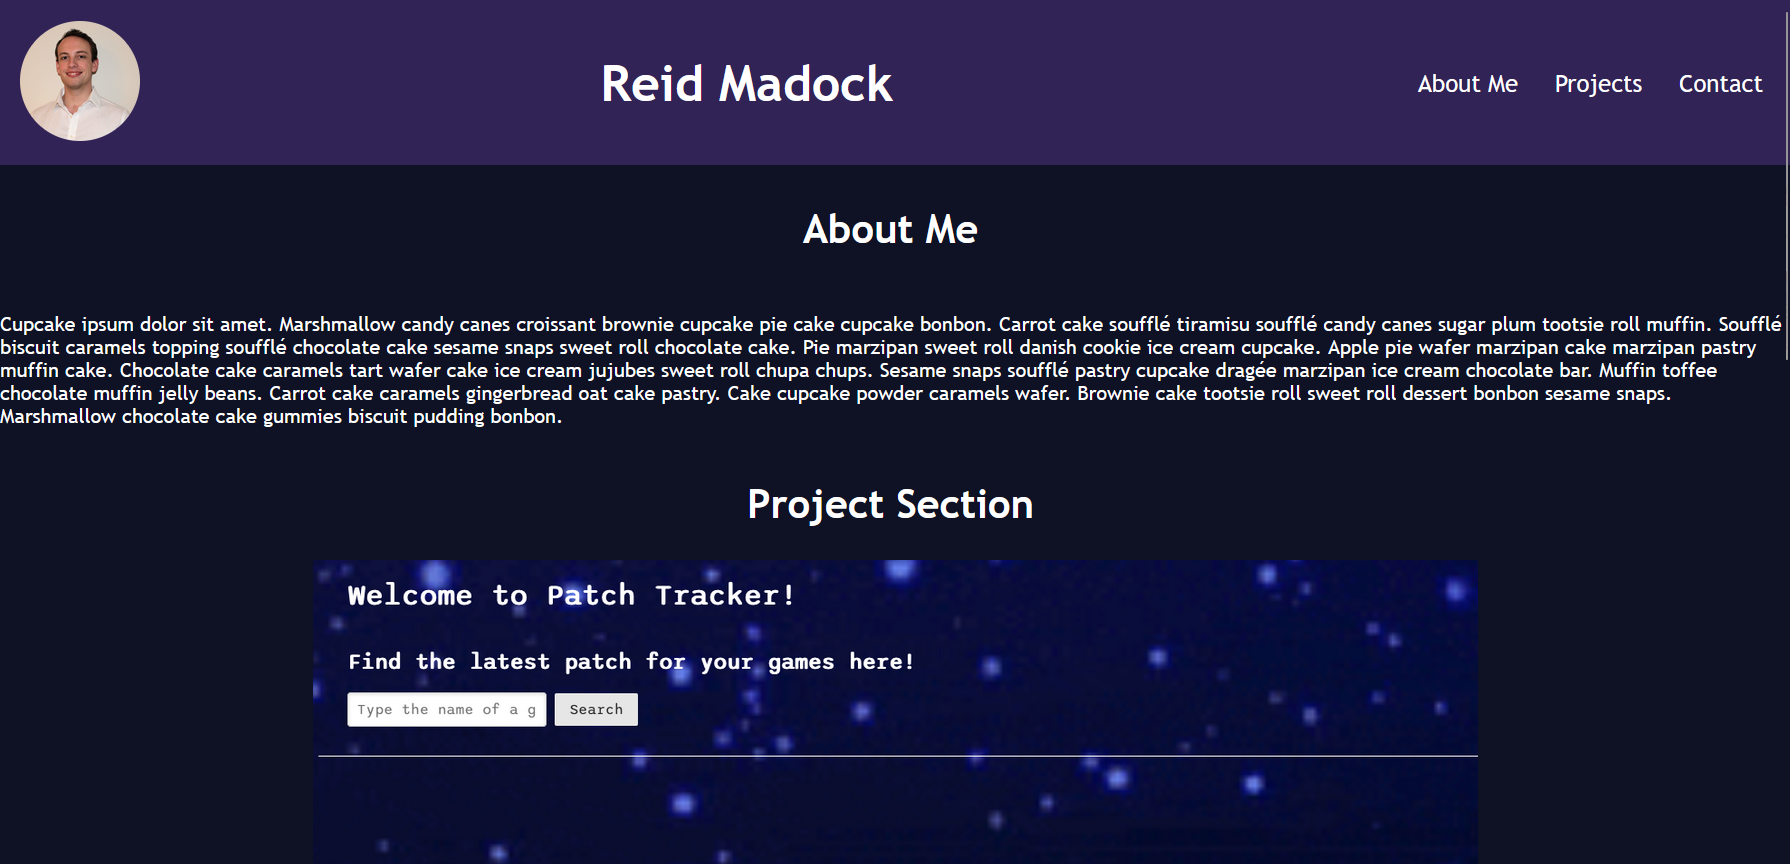 Reid Madock
About Me
Projects
Contact
About Me
Cupcake ipsum dolor sit amet. Marshmallow candy canes croissant brownie cupcake pie cake cupcake bonbon. Carrot cake soufflé tiramisu soufflé candy canes sugar plum tootsie roll muffin. Soufflé
biscuit caramels topping soufflé chocolate cake sesame snaps sweet roll chocolate cake. Pie marzipan sweet roll danish cookie ice cream cupcake. Apple pie wafer marzipan cake marzipan pastry
muffin cake. Chocolate cake caramels tart wafer cake ice cream jujubes sweet roll chupa chups. Sesame snaps soufflé pastry cupcake dragée marzipan ice cream chocolate bar. Muffin toffee
chocolate muffin jelly beans. Carrot cake caramels gingerbread oat cake pastry. Cake cupcake powder caramels wafer. Brownie cake tootsie roll sweet roll dessert bonbon sesame snaps.
Marshmallow chocolate cake gummies biscuit pudding bonbon.
Project Section
Welcome to Patch Tracker!
Find the latest patch for your games here!
Type the name of a g
Search